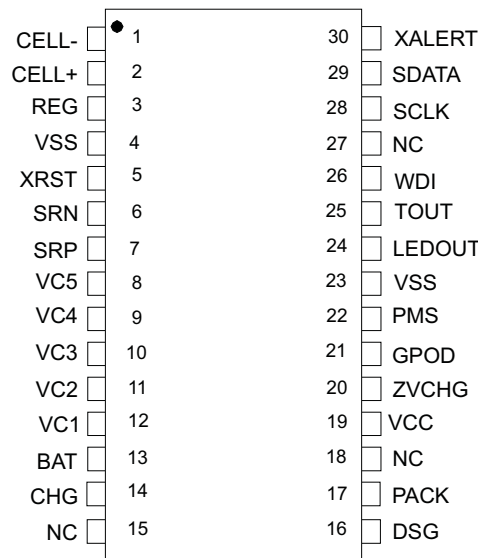 CELL- 1 30 XALERT
CELL+ 2 29 SDATA
REG 3 28 SCLK
VSS 4 27 NC
XRST 5 26 WDI
SRN 6 25 TOUT
SRP 7 24 LEDOUT
VC5 8 23 VSS
VC4 9 22 PMS
VC3 10 21 GPOD
VC2 11 20 ZVCHG
VC1 12 19 VCC
BAT 13 18 NC
CHG 14 17 PACK
NC 15 16 DSG